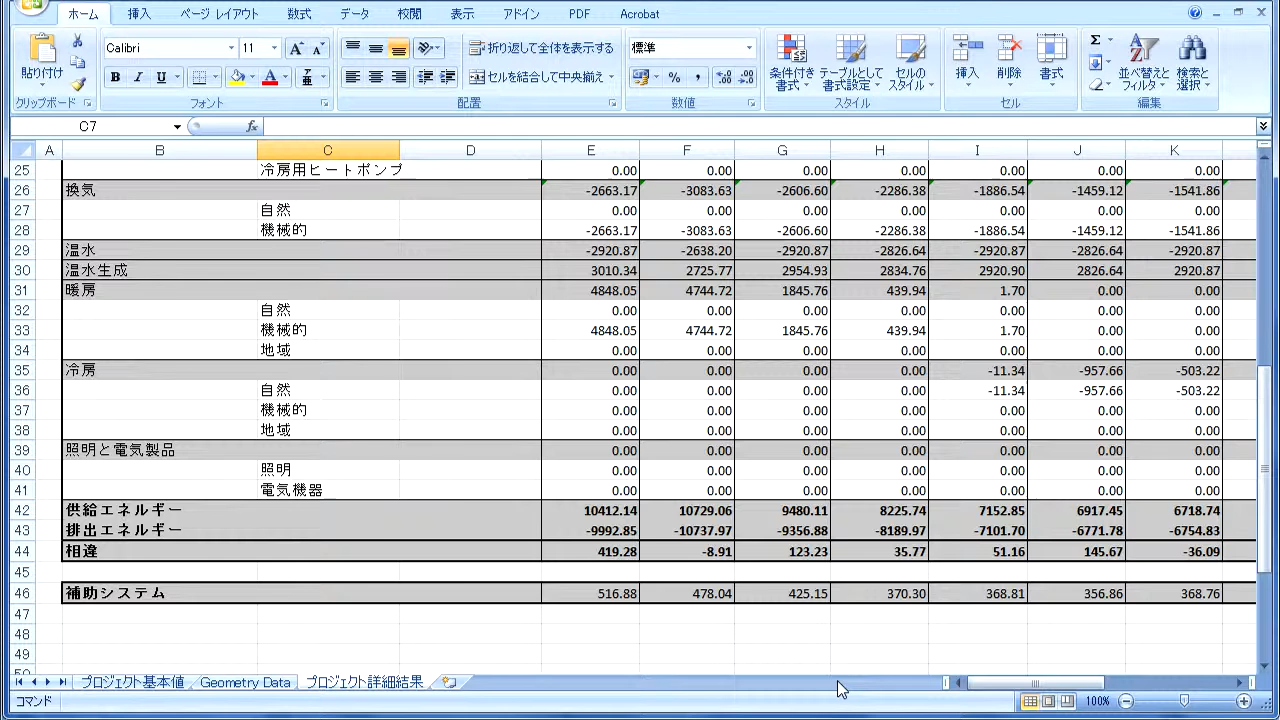 ホーム 挿入 ページ レイアウト 数式 データ 校閲 表示 アドイン PDF Acrobat
貼り付け Calibri 11 折り返して全体を表示する 標準 条件付き書式 テーブルとして書式設定 セルのスタイル 挿入 削除 書式 Σ 並べ替えとフィルタ 検索と選択
B I U A 亜 セルを結合して中央揃え % ,
クリップボード フォント 配置 数値 スタイル セル 編集
C7 fx
A B C D E F G H I J K
25 冷房用ヒートポンプ 0.00 0.00 0.00 0.00 0.00 0.00 0.00
26 換気 -2663.17 -3083.63 -2606.60 -2286.38 -1886.54 -1459.12 -1541.86
27 自然 0.00 0.00 0.00 0.00 0.00 0.00 0.00
28 機械的 -2663.17 -3083.63 -2606.60 -2286.38 -1886.54 -1459.12 -1541.86
29 温水 -2920.87 -2638.20 -2920.87 -2826.64 -2920.87 -2826.64 -2920.87
30 温水生成 3010.34 2725.77 2954.93 2834.76 2920.90 2826.64 2920.87
31 暖房 4848.05 4744.72 1845.76 439.94 1.70 0.00 0.00
32 自然 0.00 0.00 0.00 0.00 0.00 0.00 0.00
33 機械的 4848.05 4744.72 1845.76 439.94 1.70 0.00 0.00
34 地域 0.00 0.00 0.00 0.00 0.00 0.00 0.00
35 冷房 0.00 0.00 0.00 0.00 -11.34 -957.66 -503.22
36 自然 0.00 0.00 0.00 0.00 -11.34 -957.66 -503.22
37 機械的 0.00 0.00 0.00 0.00 0.00 0.00 0.00
38 地域 0.00 0.00 0.00 0.00 0.00 0.00 0.00
39 照明と電気製品 0.00 0.00 0.00 0.00 0.00 0.00 0.00
40 照明 0.00 0.00 0.00 0.00 0.00 0.00 0.00
41 電気機器 0.00 0.00 0.00 0.00 0.00 0.00 0.00
42 供給エネルギー 10412.14 10729.06 9480.11 8225.74 7152.85 6917.45 6718.74
43 排出エネルギー -9992.85 -10737.97 -9356.88 -8189.97 -7101.70 -6771.78 -6754.83
44 相違 419.28 -8.91 123.23 35.77 51.16 145.67 -36.09
45
46 補助システム 516.88 478.04 425.15 370.30 368.81 356.86 368.76
47
48
49
50
プロジェクト基本値 Geometry Data プロジェクト詳細結果
コマンド 100%